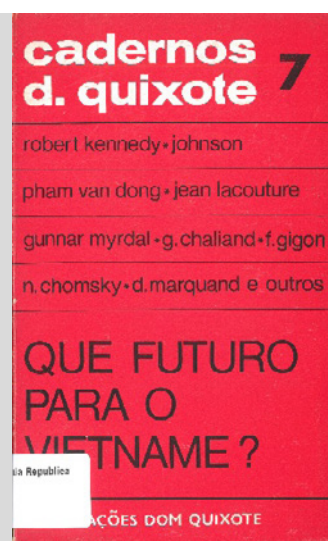 cadernos
d. quixote 7
robert kennedy • johnson
pham van dong • jean lacouture
gunnar myrdal • g. chaliand • f. gigon
n. chomsky • d. marquand e outros
QUE FUTURO
PARA O
VIETNAME ?
Republica
DOM QUIXOTE